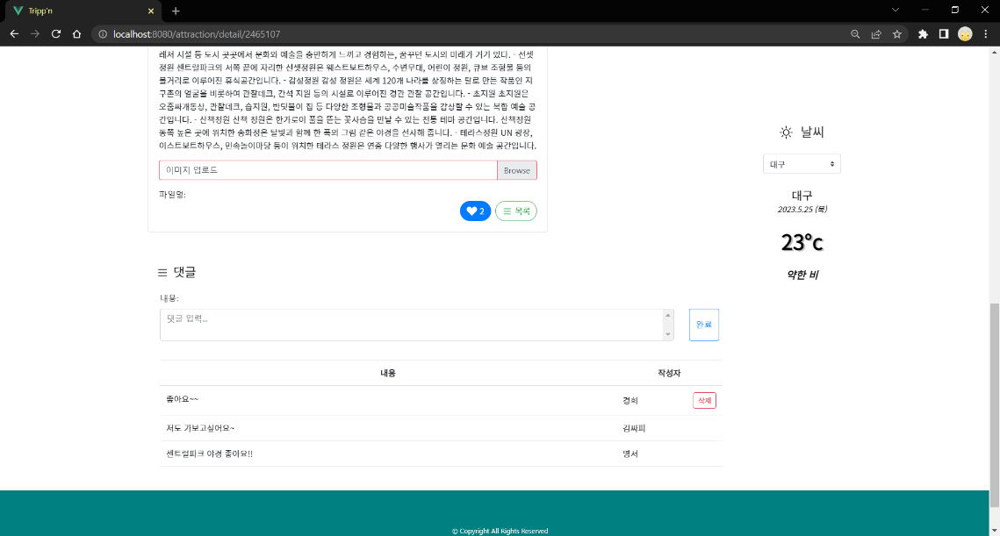 Tripp'n
localhost:8080/attraction/detail/2465107
레저 시설 등 도시 곳곳에서 문화와 예술을 충만하게 느끼고 경험하는, 꿈꾸던 도시의 미래가 거기 있다. - 선셋
정원 센트럴파크의 서쪽 끝에 자리한 산셋정원은 웨스트보트하우스, 수변무대, 어린이 정원, 큐브 조형물 등의
볼거리로 이루어진 휴식공간입니다. - 감성정원 감성 정원은 세계 120개 나라를 상징하는 탈로 만든 작품인 지
구촌의 얼굴을 비롯하여 관찰데크, 간석 지원 등의 시설로 이루어진 경관 관찰 공간입니다. - 초지원 초지원은
오줌싸개동상, 관찰데크, 습지원, 반딧불이 집 등 다양한 조형물과 공공미술작품을 감상할 수 있는 복합 예술 공
간입니다. - 산책정원 산책 정원은 한가로이 풀을 뜯는 꽃사슴을 만날 수 있는 전통 테마 공간입니다. 산책정원
동쪽 높은 곳에 위치한 송화정은 달빛과 함께 한 폭의 그림 같은 야경을 선사해 줍니다. - 테라스정원 UN 광장,
이스트보트하우스, 민속놀이마당 등이 위치한 테라스 정원은 연중 다양한 행사가 열리는 문화 예술 공간입니다.
이미지 업로드 Browse
파일명:
2 목록
날씨
대구
대구
2023.5.25 (목)
23°c
약한 비
댓글
내용:
댓글 입력...
완료
내용 작성자
좋아요~~ 경희 삭제
저도 가보고싶어요~ 김싸피
센트럴파크 야경 좋아요!! 영서
© Copyright All Rights Reserved